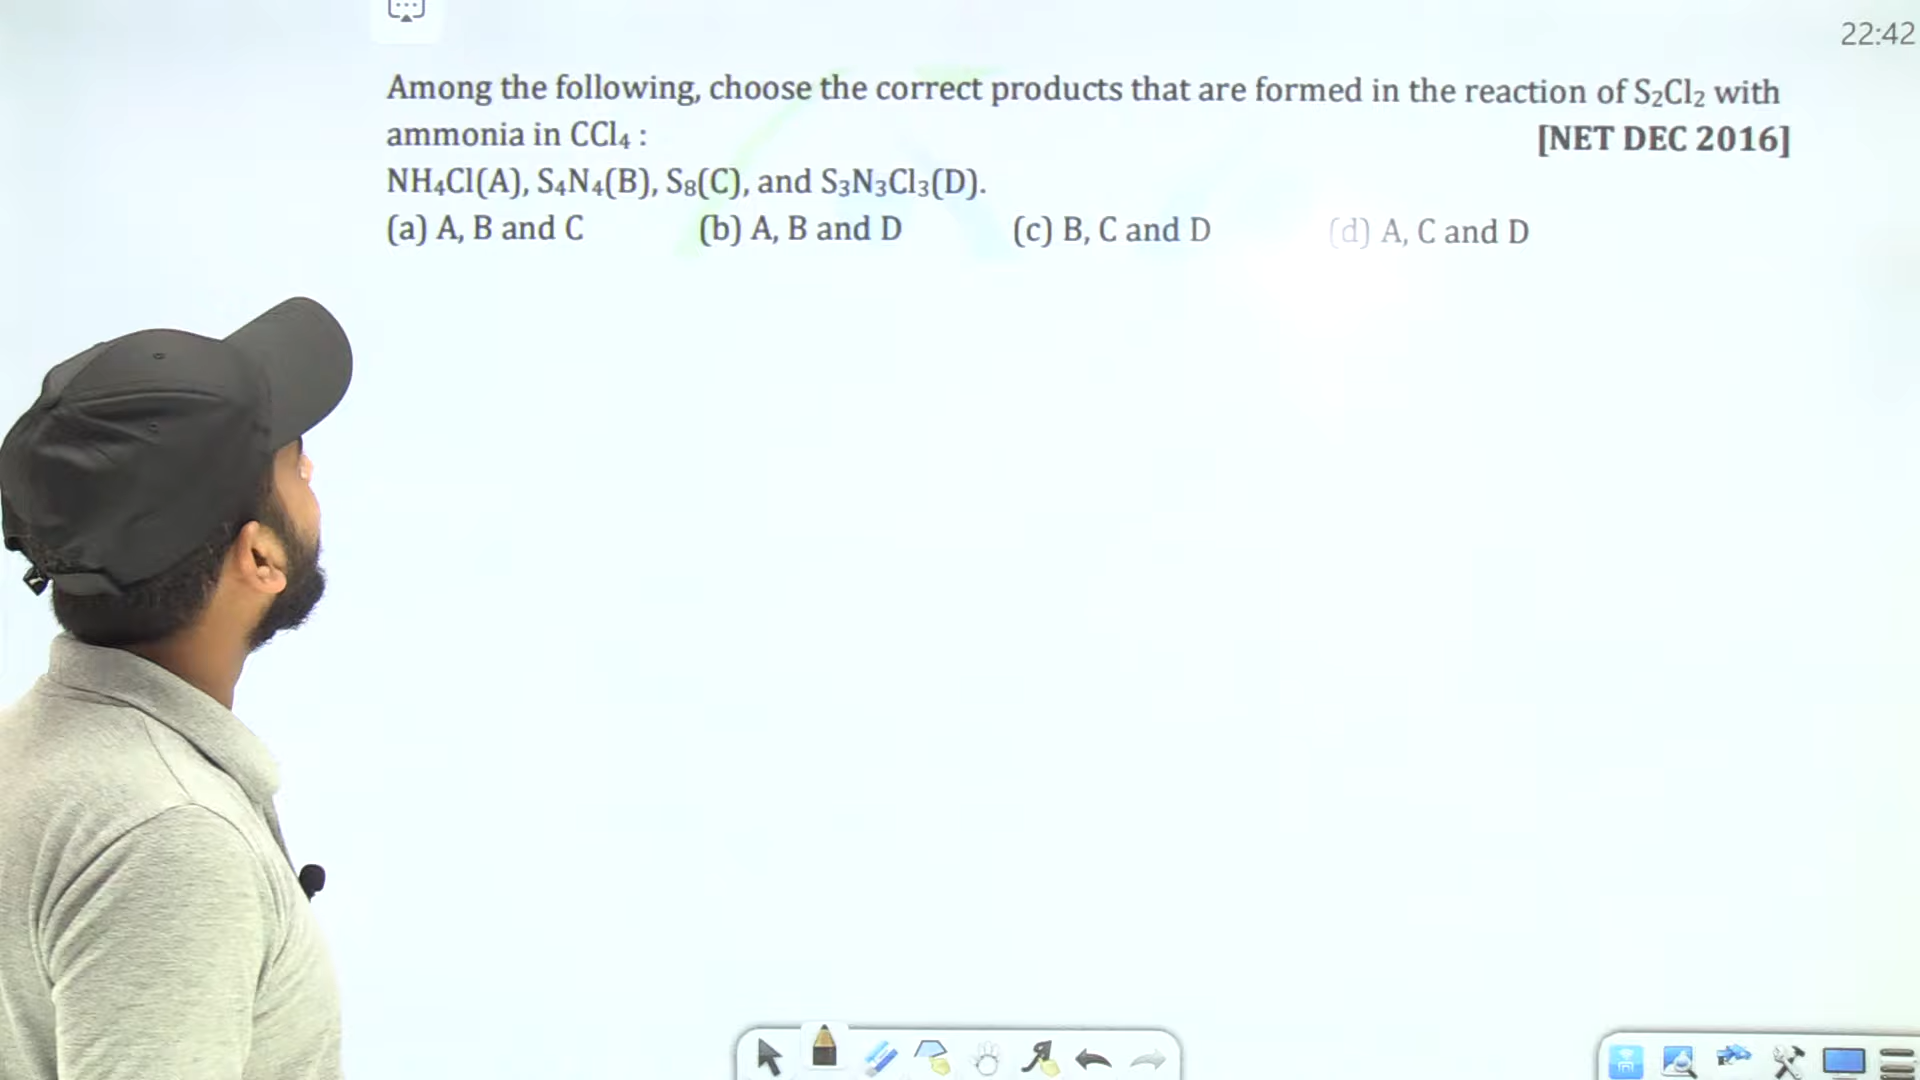 22:42
Among the following, choose the correct products that are formed in the reaction of S₂Cl₂ with
ammonia in CCl₄ : [NET DEC 2016]
NH₄Cl(A), S₄N₄(B), S₈(C), and S₃N₃Cl₃(D).
(a) A, B and C (b) A, B and D (c) B, C and D (d) A, C and D